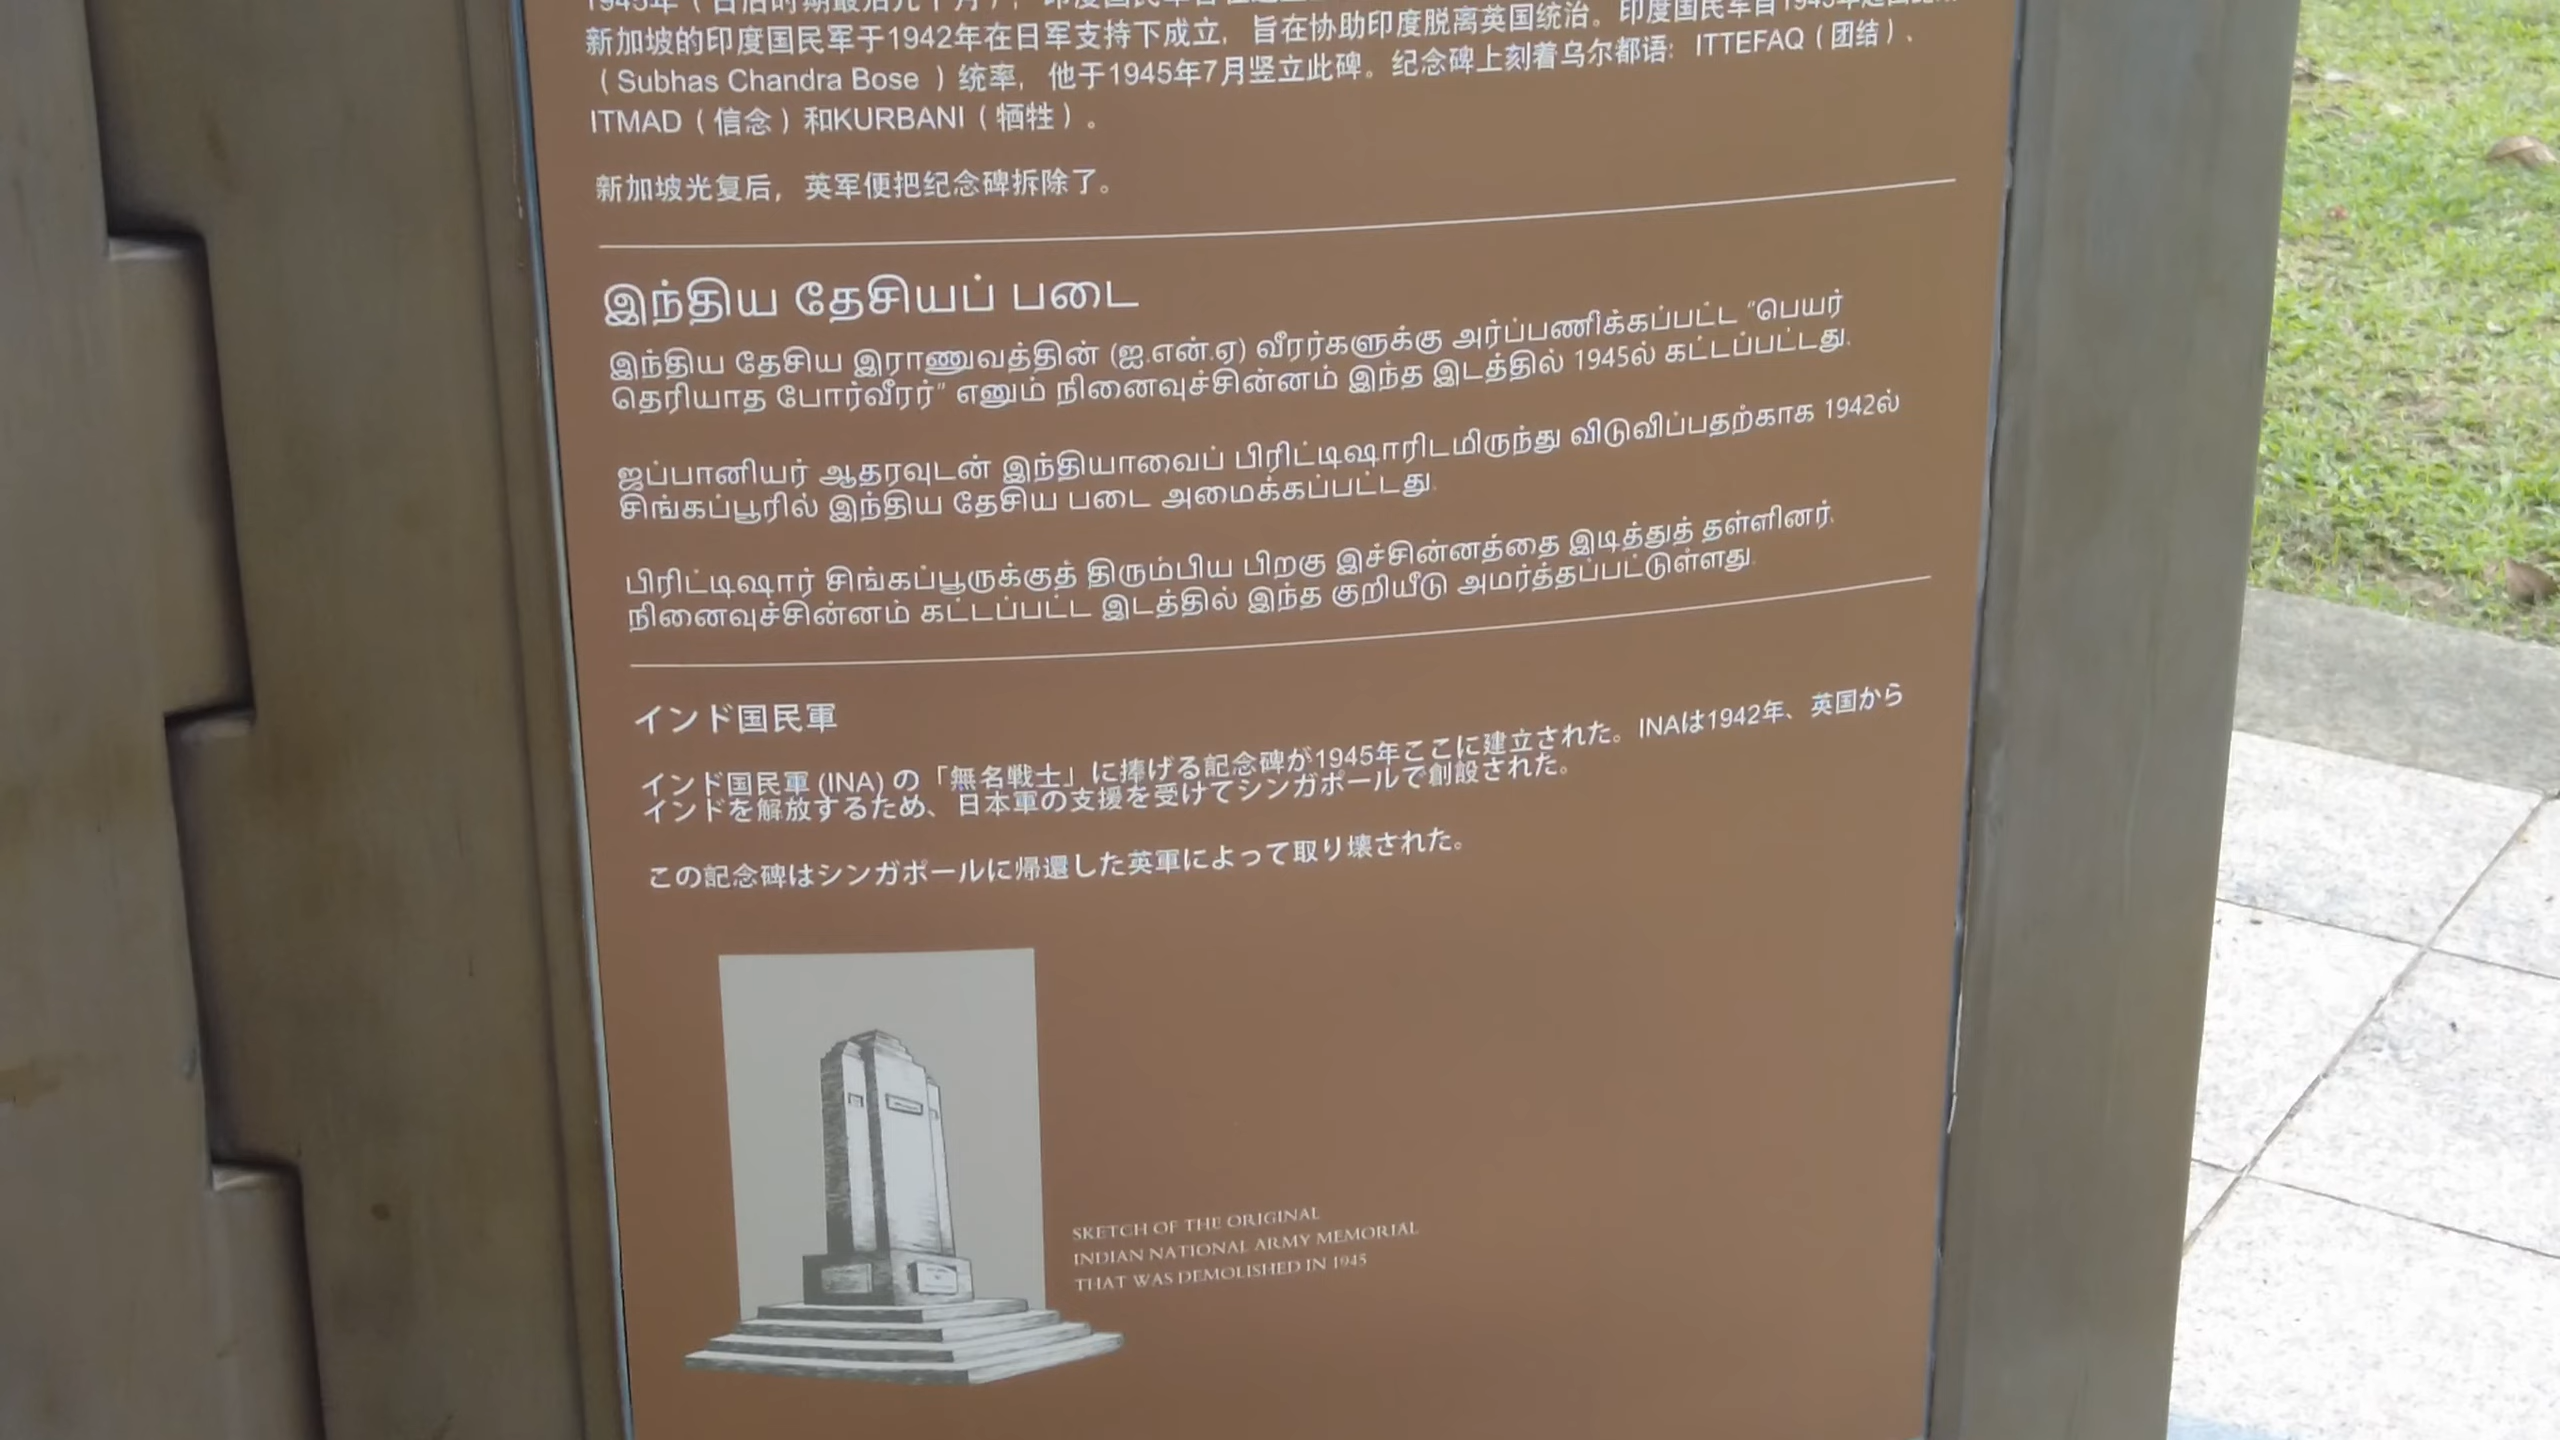 新加坡的印度国民军于1942年在日军支持下成立，旨在协助印度脱离英国统治。印度国民军自1943年
（Subhas Chandra Bose ）统率，他于1945年7月竖立此碑。纪念碑上刻着乌尔都语：ITTEFAQ（团结）、
ITMAD（信念）和KURBANI（牺牲）。
新加坡光复后，英军便把纪念碑拆除了。
இந்திய தேசியப் படை
இந்திய தேசிய இராணுவத்தின் (ஐ.என்.ஏ) வீரர்களுக்கு அர்ப்பணிக்கப்பட்ட “பெயர்
தெரியாத போர்வீரர்” எனும் நினைவுச்சின்னம் இந்த இடத்தில் 1945ல் கட்டப்பட்டது.
ஜப்பானியர் ஆதரவுடன் இந்தியாவைப் பிரிட்டிஷாரிடமிருந்து விடுவிப்பதற்காக 1942ல்
சிங்கப்பூரில் இந்திய தேசிய படை அமைக்கப்பட்டது.
பிரிட்டிஷார் சிங்கப்பூருக்குத் திரும்பிய பிறகு இச்சின்னத்தை இடித்துத் தள்ளினர்.
நினைவுச்சின்னம் கட்டப்பட்ட இடத்தில் இந்த குறியீடு அமர்த்தப்பட்டுள்ளது.
インド国民軍
インド国民軍 (INA) の「無名戦士」に捧げる記念碑が1945年ここに建立された。INAは1942年、英国から
インドを解放するため、日本軍の支援を受けてシンガポールで創設された。
この記念碑はシンガポールに帰還した英軍によって取り壊された。
SKETCH OF THE ORIGINAL
INDIAN NATIONAL ARMY MEMORIAL
THAT WAS DEMOLISHED IN 1945